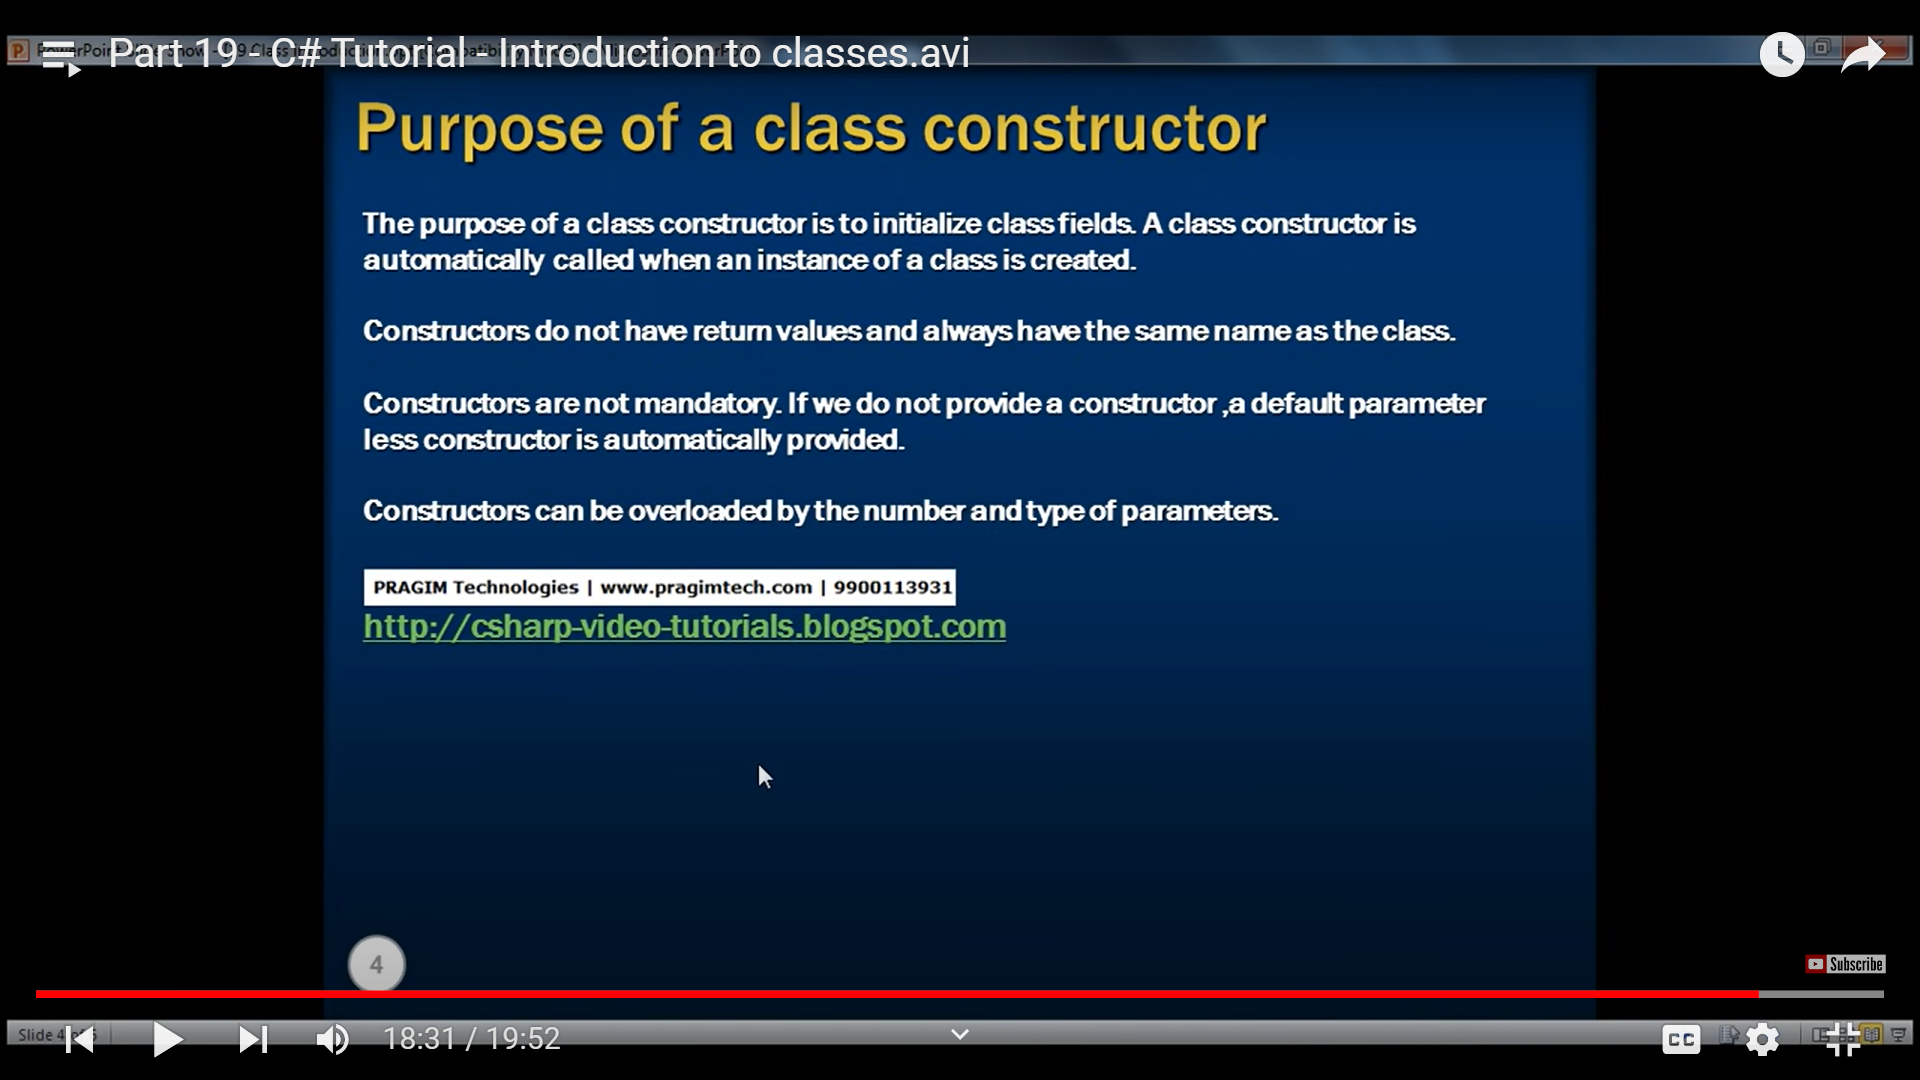 Part 19 - C# Tutorial - Introduction to classes.avi
Purpose of a class constructor
The purpose of a class constructor is to initialize class fields. A class constructor is
automatically called when an instance of a class is created.
Constructors do not have return values and always have the same name as the class.
Constructors are not mandatory. If we do not provide a constructor ,a default parameter
less constructor is automatically provided.
Constructors can be overloaded by the number and type of parameters.
PRAGIM Technologies | www.pragimtech.com | 9900113931
http://csharp-video-tutorials.blogspot.com
4
Subscribe
Slide
18:31 / 19:52
CC